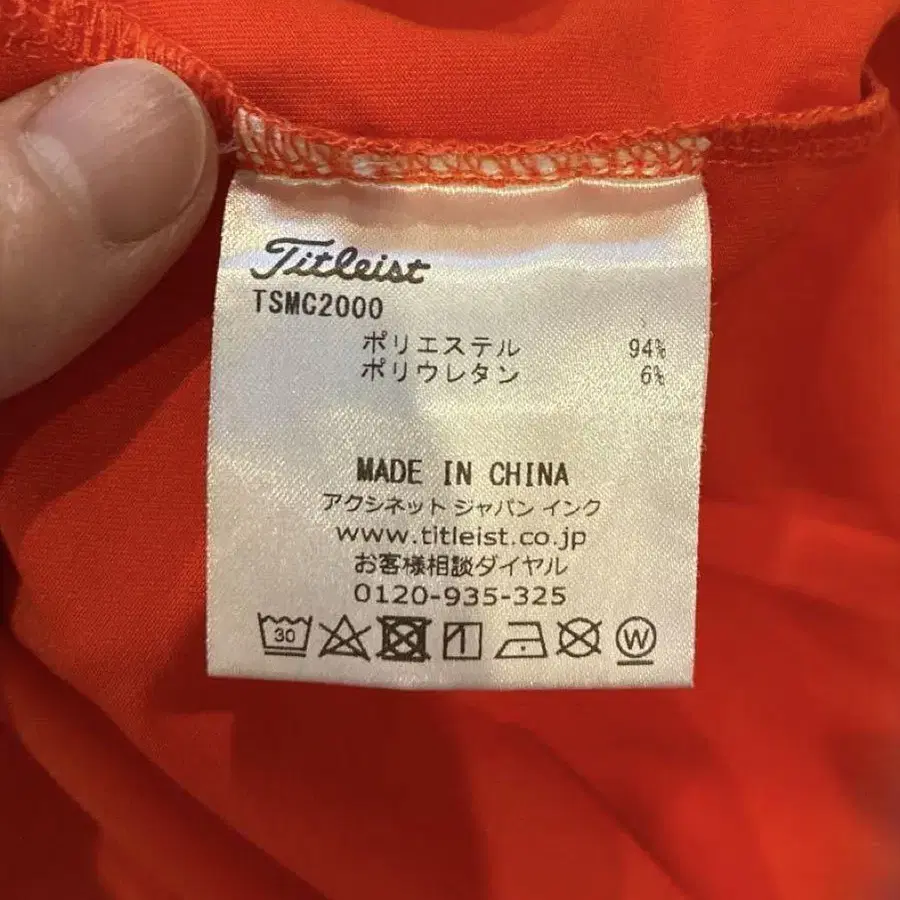 Titleist
TSMC2000
ポリエステル 94%
ポリウレタン 6%
MADE IN CHINA
アクシネット ジャパン インク
www.titleist.co.jp
お客様相談ダイヤル
0120-935-325
30 W